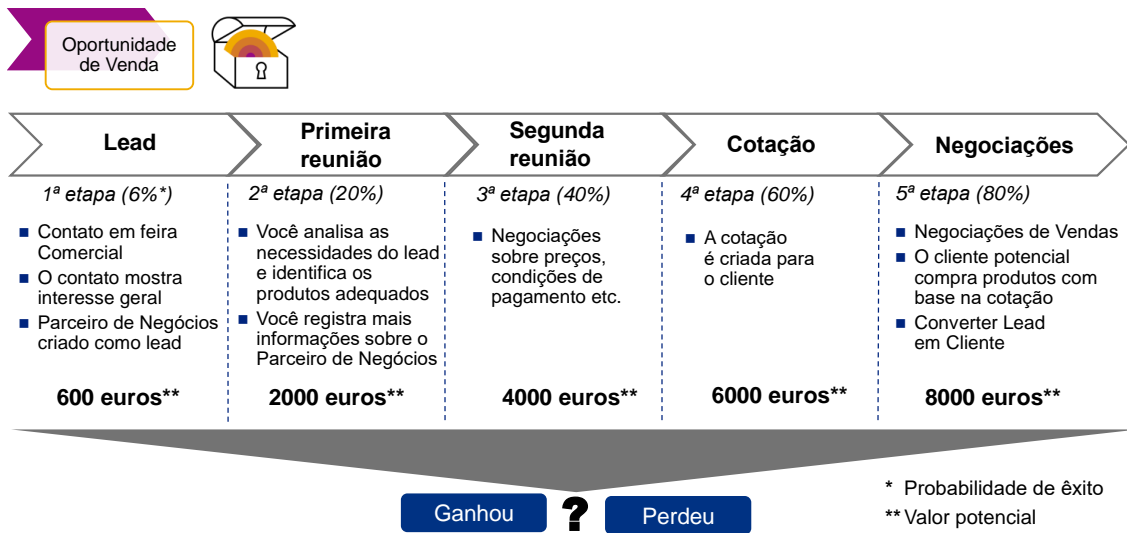 Oportunidade
de Venda
Lead
Primeira
reunião
Segunda
reunião
Cotação
Negociações
1ª etapa (6%*)
2ª etapa (20%)
3ª etapa (40%)
4ª etapa (60%)
5ª etapa (80%)
Contato em feira
Comercial
O contato mostra
interesse geral
Parceiro de Negócios
criado como lead
Você analisa as
necessidades do lead
e identifica os
produtos adequados
Você registra mais
informações sobre o
Parceiro de Negócios
Negociações
sobre preços,
condições de
pagamento etc.
A cotação
é criada para
o cliente
Negociações de Vendas
O cliente potencial
compra produtos com
base na cotação
Converter Lead
em Cliente
600 euros**
2000 euros**
4000 euros**
6000 euros**
8000 euros**
Ganhou
?
Perdeu
* Probabilidade de êxito
** Valor potencial